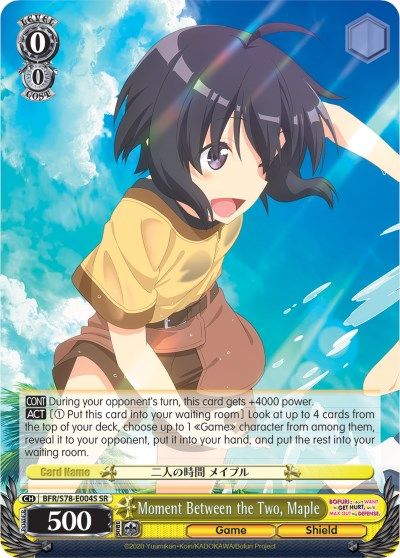 LEVEL
0
0
COST
CONT During your opponent's turn, this card gets +4000 power.
ACT [① Put this card into your waiting room] Look at up to 4 cards from
the top of your deck, choose up to 1 «Game» character from among them,
reveal it to your opponent, put it into your hand, and put the rest into
your waiting room.
Card Name 二人の時間 メイプル
CH BFR/S78-E004S SR
Moment Between the Two, Maple
POWER 500
SOUL
Game Shield
BOFURI: I DON'T WANT TO GET HURT, SO I'LL MAX OUT MY DEFENSE.
©2020 Yuumikan・Koin/KADOKAWA/Bofuri Project